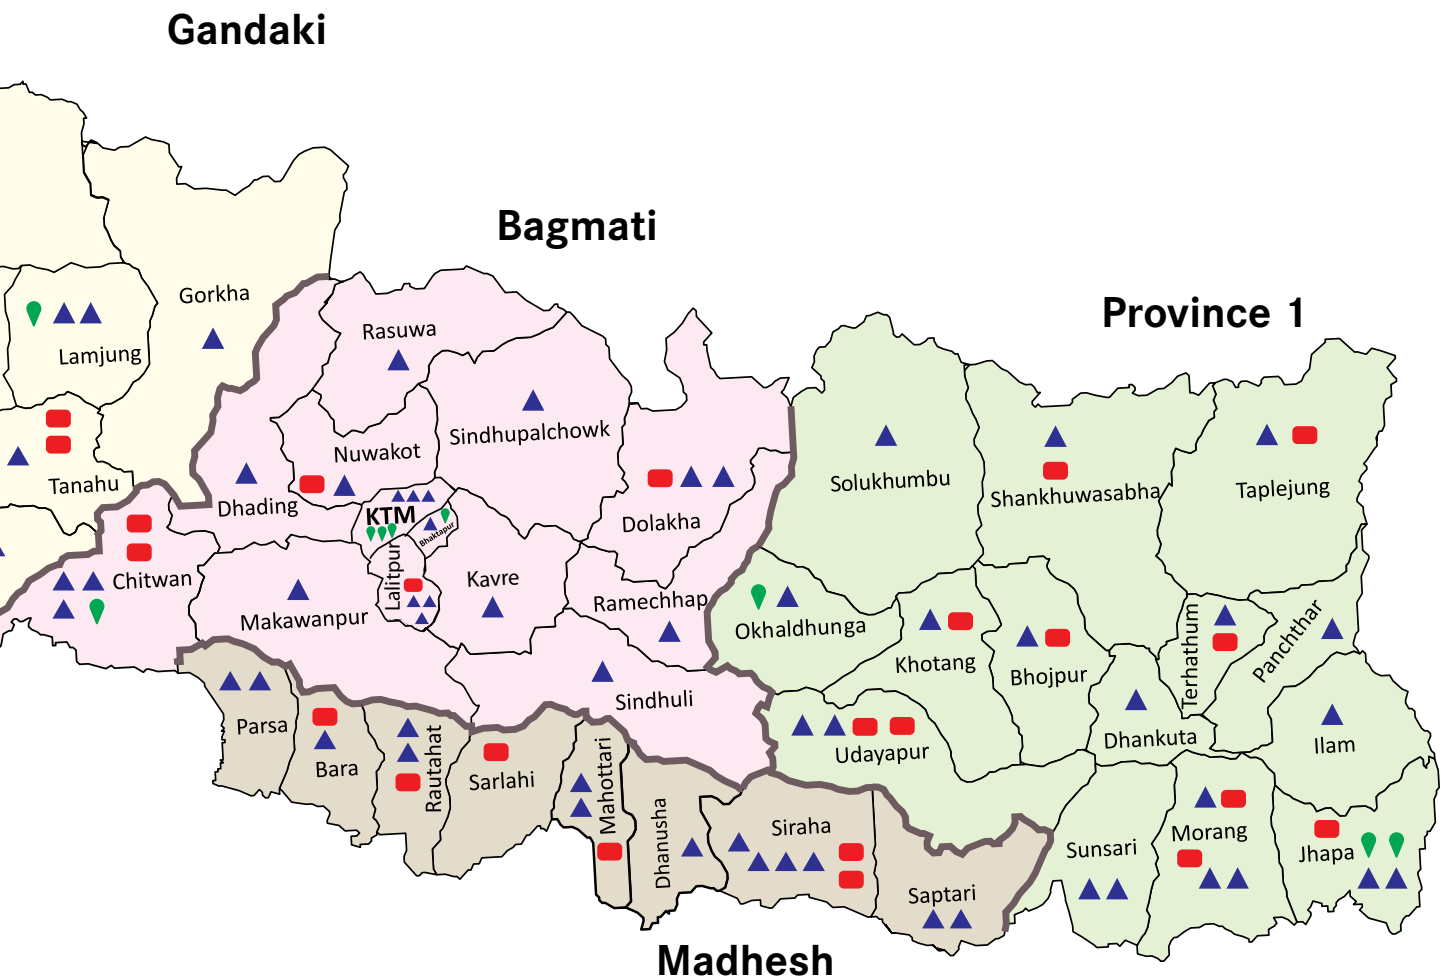 Gandaki
Bagmati
Province 1
Gorkha
Rasuwa
Lamjung
Sindhupalchowk
Nuwakot
Solukhumbu
Tanahu
Shankhuwasabha
Taplejung
Dhading
KTM
Dolakha
Bhaktapur
Chitwan
Lalitpur
Kavre
Ramechhap
Makawanpur
Okhaldhunga
Khotang
Bhojpur
Terhathum
Panchthar
Sindhuli
Parsa
Dhankuta
Ilam
Udayapur
Bara
Rautahat
Sarlahi
Mahottari
Dhanusha
Siraha
Morang
Sunsari
Jhapa
Saptari
Madhesh